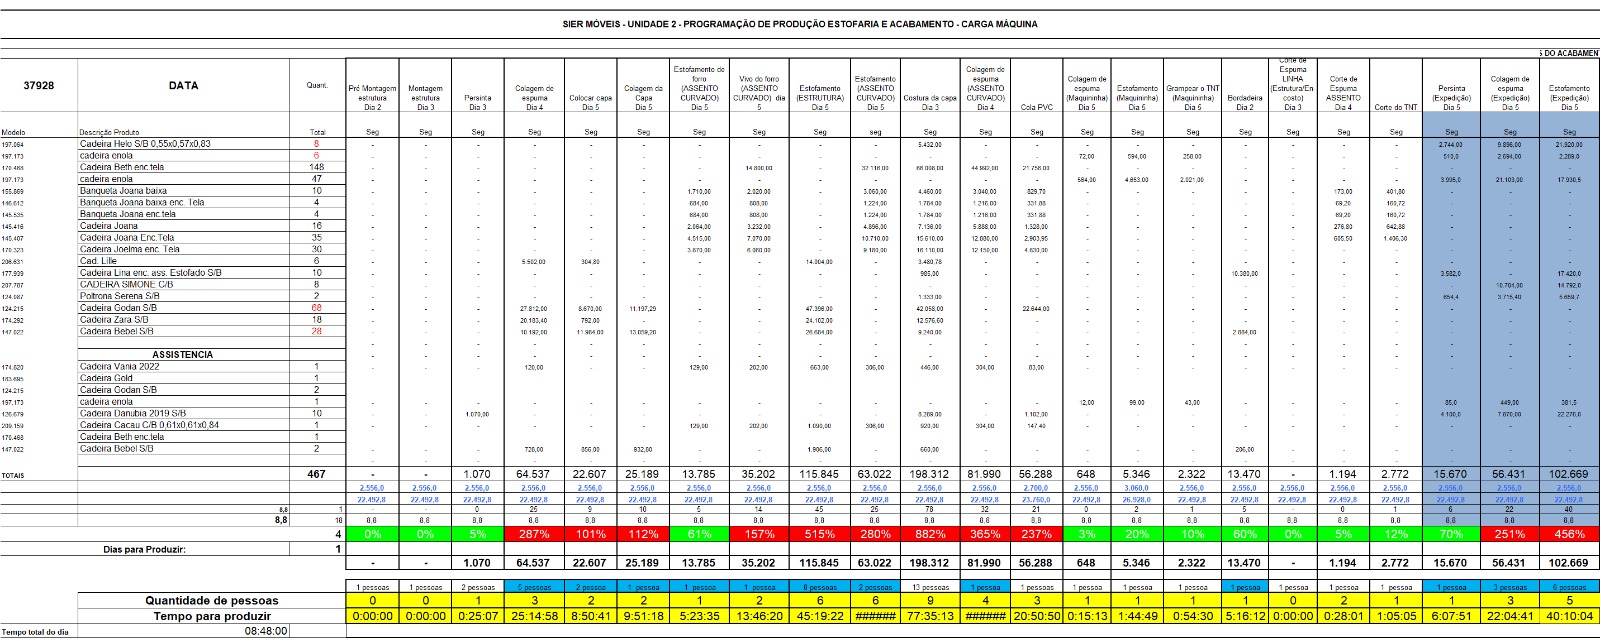 SIER MÓVEIS - UNIDADE 2 - PROGRAMAÇÃO DE PRODUÇÃO ESTOFARIA E ACABAMENTO - CARGA MÁQUINA
DO ACABAMEN
37928 DATA Quant. Pré Montagem estrutura Dia 2 Montagem estrutura Dia 3 Persinta Dia 3 Colagem de espuma Dia 4 Colocar capa Dia 5 Colagem da Capa Dia 5 Estofamento de forro (ASSENTO CURVADO) Dia 5 Vivo do forro (ASSENTO CURVADO) dia 5 Estofamento (ESTRUTURA) Dia 5 Estofamento (ASSENTO CURVADO) Dia 5 Costura da capa Dia 3 Colagem de espuma (ASSENTO CURVADO) Dia 5 Cola PVC Colagem de espuma (Maquininha) Dia 5 Estofamento (Maquininha) Dia 5 Grampear o TNT (Maquininha) Dia 5 Bordadeira Dia 2 Corte de Espuma LINHA (Estrutura/Encosto) Dia 3 Corte de Espuma ASSENTO Dia 4 Corte do TNT Persinta (Expedição) Dia 5 Colagem de espuma (Expedição) Dia 5 Estofamento (Expedição) Dia 5
Modelo Descrição Produto Total Seg Seg Seg Seg Seg Seg Seg Seg Seg seg Seg Seg Seg Seg Seg Seg Seg Seg Seg Seg Seg Seg Seg
197.064 Cadeira Helo S/B 0,55x0,57x0,83 8 - - - - - - - - - - 5.432,00 - - - - - - - - - 2.744,00 9.896,00 21.920,00
197.173 cadeira enola 6 - - - - - - - - - - - - - 72,00 594,00 258,00 - - - - 510,0 2.694,00 2.289,0
170.468 Cadeira Beth enc.tela 148 - - - - - - - 14.800,00 - 32.116,00 66.008,00 44.992,00 21.756,00 - - - - - - - - - -
197.173 cadeira enola 47 - - - - - - - - - - - - - 564,00 4.653,00 2.021,00 - - - - 3.995,0 21.103,00 17.930,5
155.869 Banqueta Joana baixa 10 - - - - - - 1.710,00 2.020,00 - 3.060,00 4.460,00 3.040,00 829,70 - - - - - 173,00 401,80 - - -
146.612 Banqueta Joana baixa enc. Tela 4 - - - - - - 684,00 808,00 - 1.224,00 1.784,00 1.216,00 331,88 - - - - - 69,20 160,72 - - -
145.535 Banqueta Joana enc.tela 4 - - - - - - 684,00 808,00 - 1.224,00 1.784,00 1.216,00 331,88 - - - - - 69,20 160,72 - - -
145.416 Cadeira Joana 16 - - - - - - 2.064,00 3.232,00 - 4.896,00 7.136,00 5.888,00 1.328,00 - - - - - 276,80 642,88 - - -
145.407 Cadeira Joana Enc.Tela 35 - - - - - - 4.515,00 7.070,00 - 10.710,00 15.610,00 12.880,00 2.903,95 - - - - - 605,50 1.406,30 - - -
170.323 Cadeira Joelma enc. Tela 30 - - - - - - 3.870,00 6.060,00 - 9.180,00 16.110,00 12.150,00 4.830,00 - - - - - - - - - -
206.631 Cad. Lille 6 - - - 5.502,00 304,80 - - - 14.004,00 - 3.480,78 - - - - - - - - - - - -
177.939 Cadeira Lina enc. ass. Estofado S/B 10 - - - - - - - - - - 985,00 - - - - - 10.380,00 - - - 3.582,0 - 17.420,0
207.787 CADEIRA SIMONE C/B 8 - - - - - - - - - - - - - - - - - - - - - 10.704,00 14.792,0
124.087 Poltrona Serena S/B 2 - - - - - - - - - - 1.333,00 - - - - - - - - - 654,4 3.715,40 5.659,7
124.215 Cadeira Godan S/B 68 - - - 27.812,00 8.670,00 11.197,29 - - 47.396,00 - 42.058,00 - 22.644,00 - - - - - - - - - -
174.292 Cadeira Zara S/B 18 - - - 20.183,40 792,00 - - - 24.102,00 - 12.576,60 - - - - - - - - - - - -
147.022 Cadeira Bebel S/B 28 - - - 10.192,00 11.984,00 13.059,20 - - 26.684,00 - 9.240,00 - - - - - 2.884,00 - - - - - -
ASSISTENCIA
174.820 Cadeira Vania 2022 1 - - - 120,00 - - 129,00 202,00 663,00 306,00 446,00 304,00 83,00 - - - - - - - - - -
183.695 Cadeira Gold 1
124.215 Cadeira Godan S/B 2
197.173 cadeira enola 1 - - - - - - - - - - - - - 12,00 99,00 43,00 - - - - 85,0 449,00 381,5
126.679 Cadeira Danubia 2019 S/B 10 - - 1.070,00 - - - - - - - 8.269,00 - 1.102,00 - - - - - - - 4.100,0 7.870,00 22.276,0
209.159 Cadeira Cacau C/B 0,61x0,61x0,84 1 - - - - - - 129,00 202,00 1.090,00 306,00 920,00 304,00 147,40 - - - - - - - - - -
170.468 Cadeira Beth enc.tela 1
147.022 Cadeira Bebel S/B 2 - - - 728,00 856,00 932,80 - - 1.906,00 - 660,00 - - - - - 206,00 - - - - - -
TOTAIS 467 - - 1.070 64.537 22.607 25.189 13.785 35.202 115.845 63.022 198.312 81.990 56.288 648 5.346 2.322 13.470 - 1.194 2.772 15.670 56.431 102.669
2.556,0 2.556,0 2.556,0 2.556,0 2.556,0 2.556,0 2.556,0 2.556,0 2.556,0 2.556,0 2.556,0 2.556,0 2.700,0 2.556,0 3.060,0 2.556,0 2.556,0 2.556,0 2.556,0 2.556,0 2.556,0 2.556,0 2.556,0
22.492,8 22.492,8 22.492,8 22.492,8 22.492,8 22.492,8 22.492,8 22.492,8 22.492,8 22.492,8 22.492,8 22.492,8 23.760,0 22.492,8 26.928,0 22.492,8 22.492,8 22.492,8 22.492,8 22.492,8 22.492,8 22.492,8 22.492,8
8,8 1 - - 0 25 9 10 5 14 45 25 78 32 21 0 2 1 5 - 0 1 6 22 40
8,8 18 8,8 8,8 8,8 8,8 8,8 8,8 8,8 8,8 8,8 8,8 8,8 8,8 8,8 8,8 8,8 8,8 8,8 8,8 8,8 8,8 8,8 8,8 8,8
4 0% 0% 5% 287% 101% 112% 61% 157% 515% 280% 882% 365% 237% 3% 20% 10% 60% 0% 5% 12% 70% 251% 456%
Dias para Produzir: 1 - - 1.070 64.537 22.607 25.189 13.785 35.202 115.845 63.022 198.312 81.990 56.288 648 5.346 2.322 13.470 - 1.194 2.772 15.670 56.431 102.669
1 pessoas 1 pessoas 2 pessoas 5 pessoas 2 pessoas 2 pessoas 1 pessoas 1 pessoas 8 pessoas 2 pessoas 13 pessoas 1 pessoa 1 pessoas 1 pessoa 1 pessoa 1 pessoa 1 pessoa 1 pessoa 1 pessoa 1 pessoa 1 pessoa 3 pessoas 6 pessoas
Quantidade de pessoas 0 0 1 3 2 2 1 2 6 6 9 4 3 1 1 1 1 0 2 1 1 3 5
Tempo para produzir 0:00:00 0:00:00 0:25:07 25:14:58 8:50:41 9:51:18 5:23:35 13:46:20 45:19:22 ###### 77:35:13 ###### 20:50:50 0:15:13 1:44:49 0:54:30 5:16:12 0:00:00 0:28:01 1:05:05 6:07:51 22:04:41 40:10:04
Tempo total do dia 08:48:00